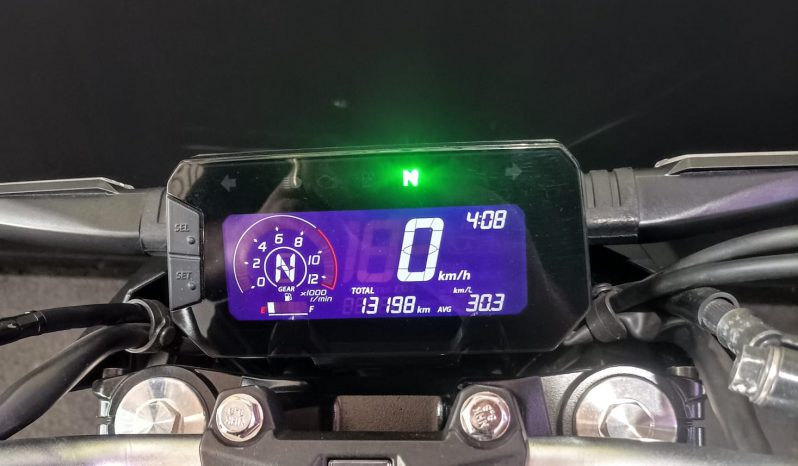 N
SEL
SET
4:08
0 km/h
0 2 4 6 8 10 12
N
GEAR
x1000 r/min
E F
TOTAL 13198 km
km/L
AVG 30.3